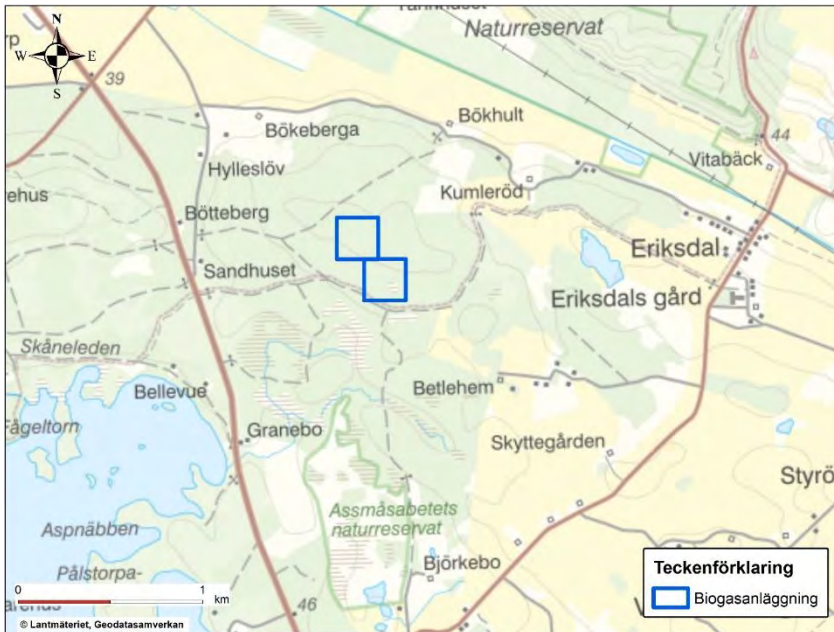 N
Naturreservat
W E
S
39
Bökhult
44
Bökeberga
Vitabäck
Hylleslöv
Kumleröd
Bötteberg
Eriksdal
Sandhuset
Eriksdals gård
Skåneleden
Bellevue
Betlehem
Fågeltorn
Granebo
Skyttegården
Styrö
Assmåsabetets
naturreservat
Aspnäbben
Björkebo
Pålstorpa-
46
0 1
km
© Lantmäteriet, Geodatasamverkan
Teckenförklaring
Biogasanläggning